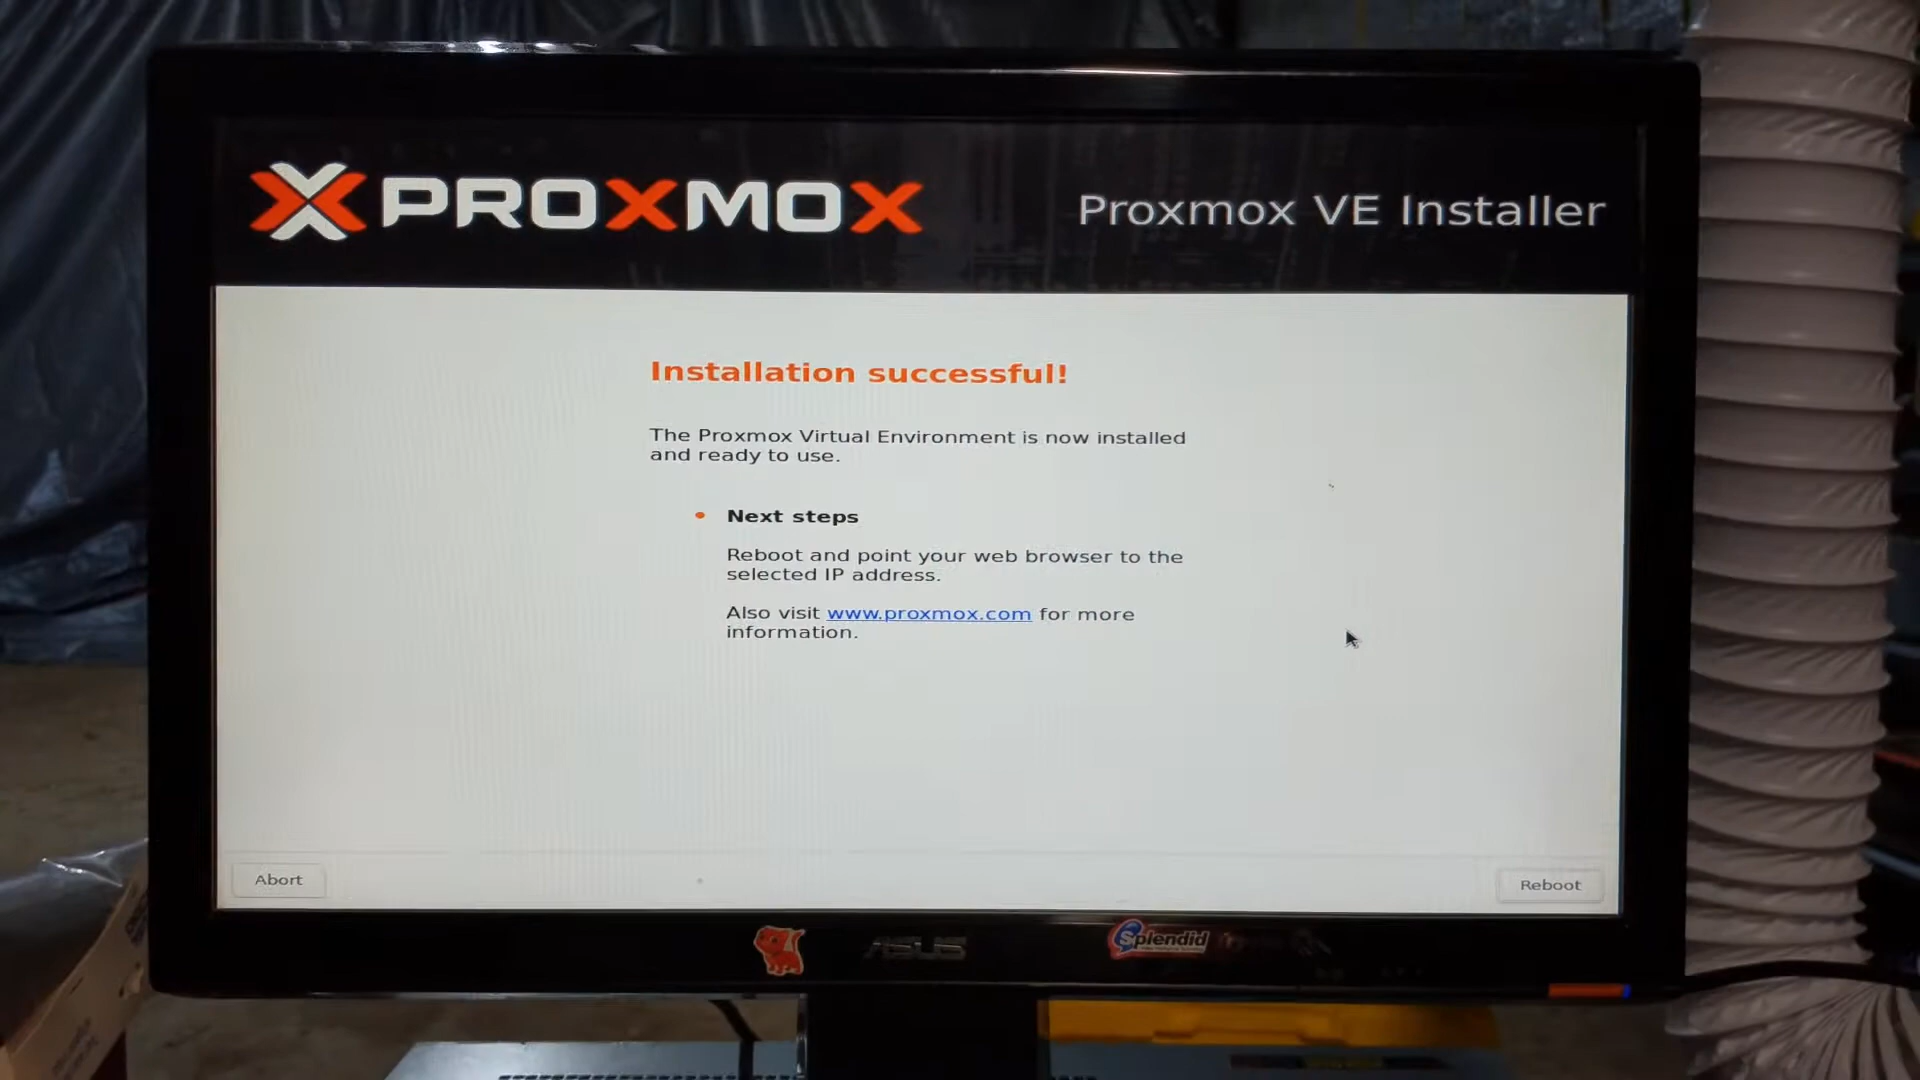 PROXMOX
Proxmox VE Installer
Installation successful!
The Proxmox Virtual Environment is now installed
and ready to use.
Next steps
Reboot and point your web browser to the
selected IP address.
Also visit www.proxmox.com for more
information.
Abort
Reboot
ASUS
Splendid